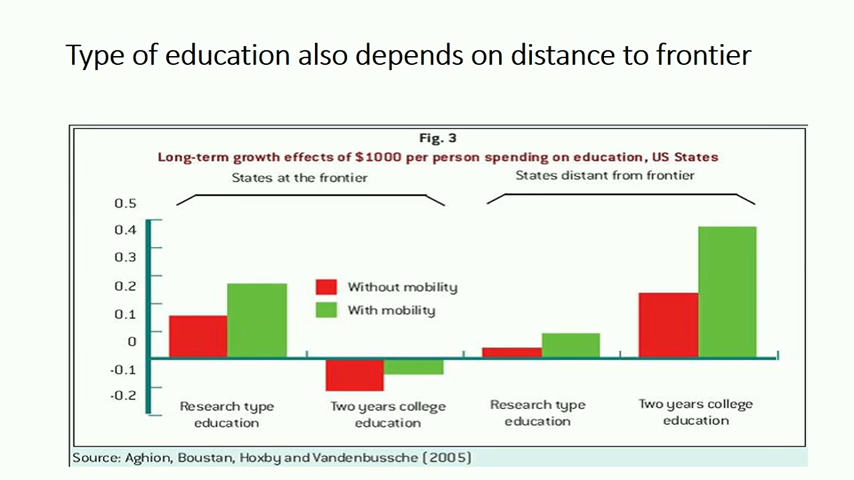 Type of education also depends on distance to frontier
Fig. 3
Long-term growth effects of $1000 per person spending on education, US States
States at the frontier
States distant from frontier
0.5
0.4
0.3
0.2
0.1
0
-0.1
-0.2
Without mobility
With mobility
Research type
education
Two years college
education
Research type
education
Two years college
education
Source: Aghion, Boustan, Hoxby and Vandenbussche (2005)